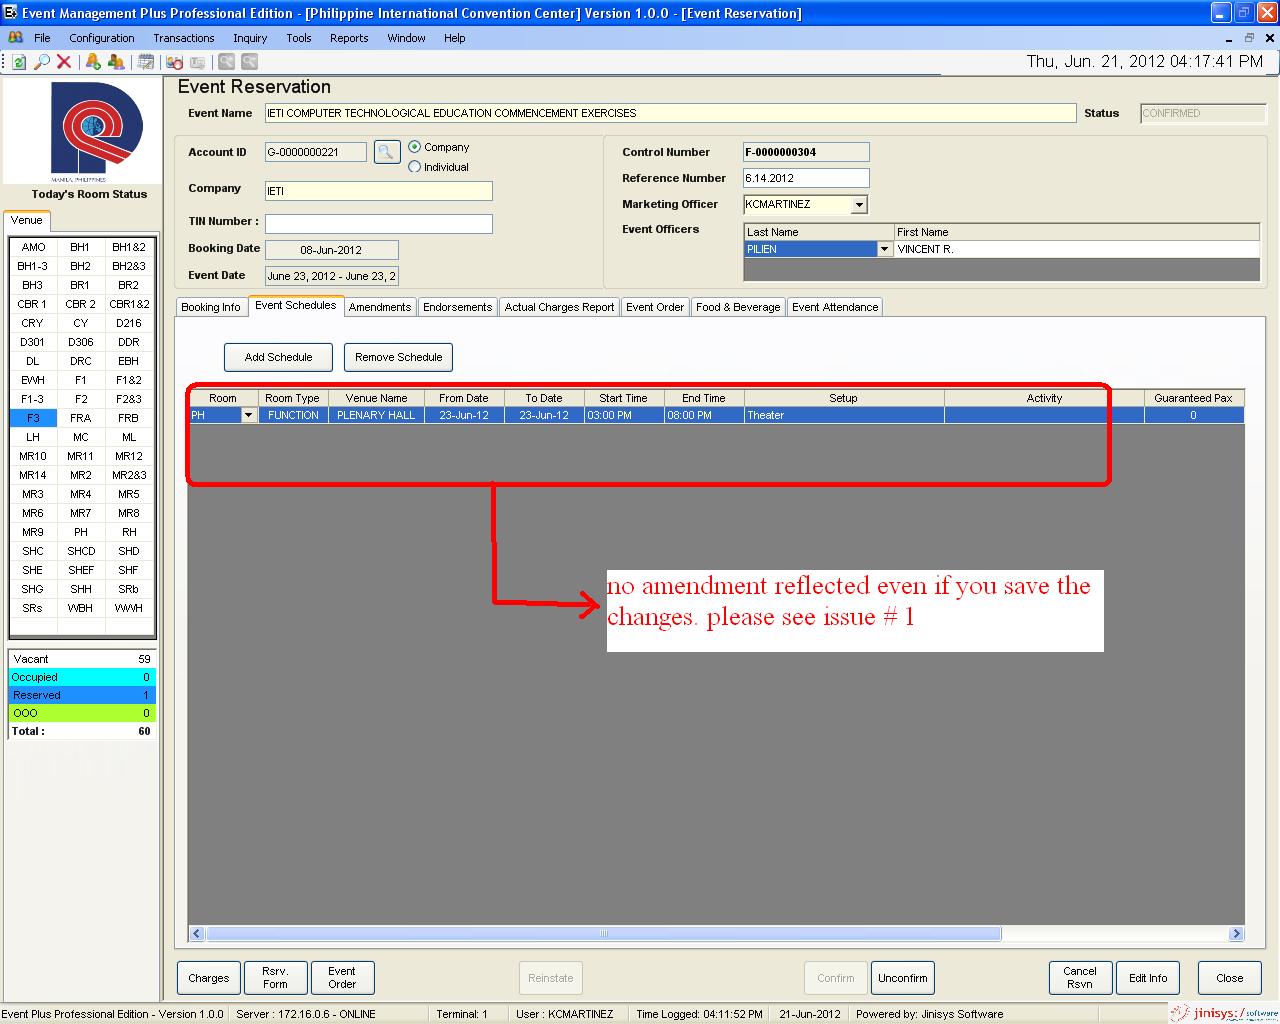 Event Management Plus Professional Edition - [Philippine International Convention Center] Version 1.0.0 - [Event Reservation]
File Configuration Transactions Inquiry Tools Reports Window Help
Thu, Jun. 21, 2012 04:17:41 PM
MANILA, PHILIPPINES
Today's Room Status
Venue
AMO BH1 BH1&2
BH1-3 BH2 BH2&3
BH3 BR1 BR2
CBR 1 CBR 2 CBR1&2
CRY CY D216
D301 D306 DDR
DL DRC EBH
EWH F1 F1&2
F1-3 F2 F2&3
F3 FRA FRB
LH MC ML
MR10 MR11 MR12
MR14 MR2 MR2&3
MR3 MR4 MR5
MR6 MR7 MR8
MR9 PH RH
SHC SHCD SHD
SHE SHEF SHF
SHG SHH SRb
SRs WBH WWH
Vacant 59
Occupied 0
Reserved 1
OOO 0
Total : 60
Event Reservation
Event Name IETI COMPUTER TECHNOLOGICAL EDUCATION COMMENCEMENT EXERCISES Status CONFIRMED
Account ID G-0000000221 Company
Individual
Company IETI
TIN Number :
Booking Date 08-Jun-2012
Event Date June 23, 2012 - June 23, 2
Control Number F-0000000304
Reference Number 6.14.2012
Marketing Officer KCMARTINEZ
Event Officers Last Name First Name
PILIEN VINCENT R.
Booking Info Event Schedules Amendments Endorsements Actual Charges Report Event Order Food & Beverage Event Attendance
Add Schedule Remove Schedule
Room Room Type Venue Name From Date To Date Start Time End Time Setup Activity Guaranteed Pax
PH FUNCTION PLENARY HALL 23-Jun-12 23-Jun-12 03:00 PM 08:00 PM Theater 0
no amendment reflected even if you save the
changes. please see issue # 1
Charges Rsrv. Form Event Order Reinstate Confirm Unconfirm Cancel Rsvn Edit Info Close
Event Plus Professional Edition - Version 1.0.0 Server : 172.16.0.6 - ONLINE Terminal: 1 User : KCMARTINEZ Time Logged: 04:11:52 PM 21-Jun-2012 Powered by: Jinisys Software
jinisys:/software